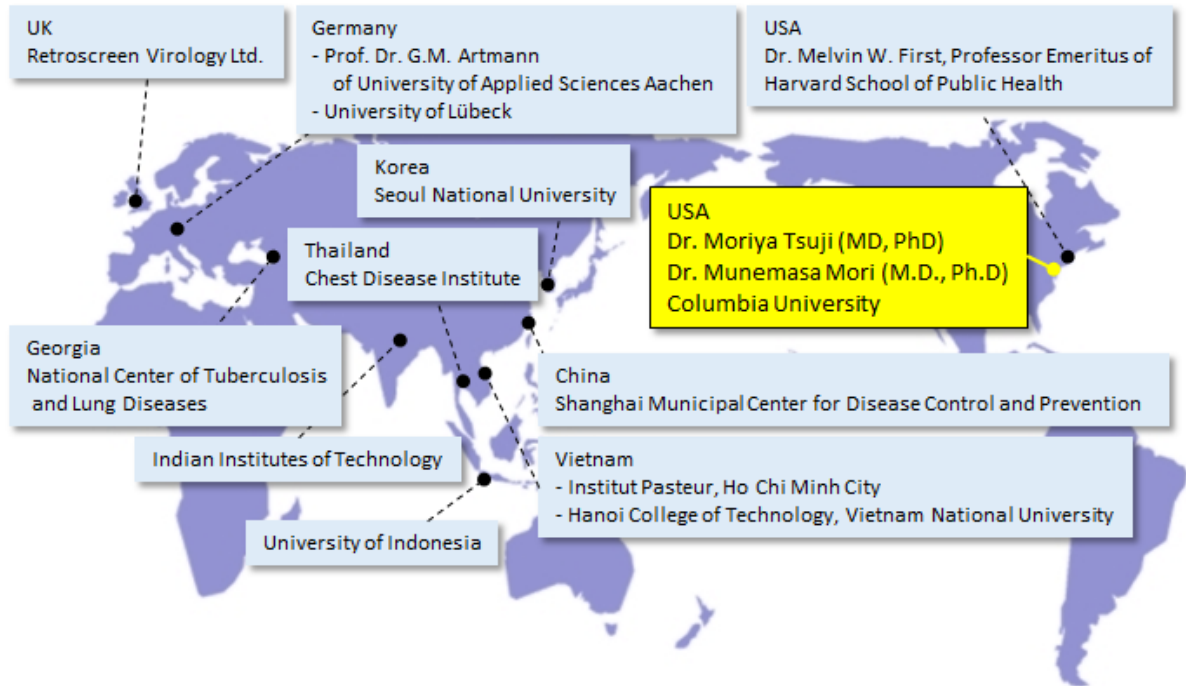 UK
Retroscreen Virology Ltd.
Germany
- Prof. Dr. G.M. Artmann
of University of Applied Sciences Aachen
- University of Lübeck
USA
Dr. Melvin W. First, Professor Emeritus of
Harvard School of Public Health
Korea
Seoul National University
USA
Dr. Moriya Tsuji (MD, PhD)
Dr. Munemasa Mori (M.D., Ph.D)
Columbia University
Thailand
Chest Disease Institute
Georgia
National Center of Tuberculosis
and Lung Diseases
China
Shanghai Municipal Center for Disease Control and Prevention
Indian Institutes of Technology
Vietnam
- Institut Pasteur, Ho Chi Minh City
- Hanoi College of Technology, Vietnam National University
University of Indonesia